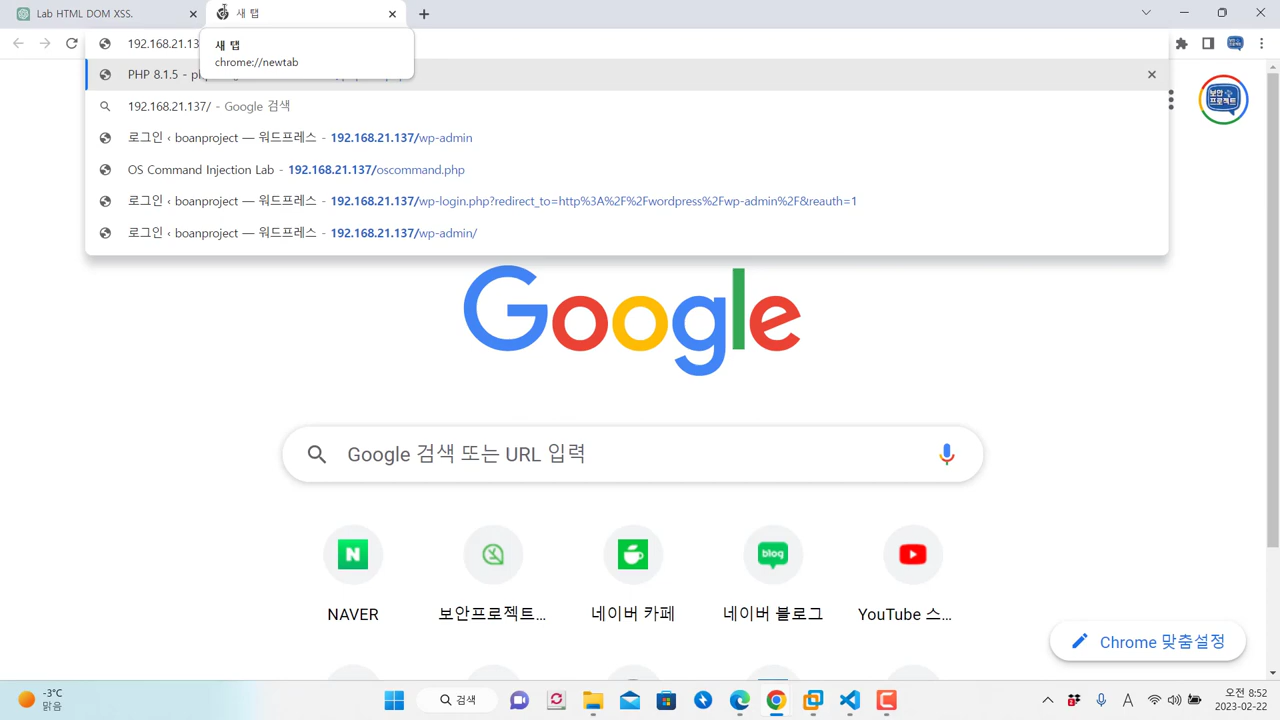 Lab HTML DOM XSS.
새 탭
192.168.21.13
새 탭
chrome://newtab
PHP 8.1.5 -
192.168.21.137/ - Google 검색
로그인 ‹ boanproject — 워드프레스 - 192.168.21.137/wp-admin
OS Command Injection Lab - 192.168.21.137/oscommand.php
로그인 ‹ boanproject — 워드프레스 - 192.168.21.137/wp-login.php?redirect_to=http%3A%2F%2Fwordpress%2Fwp-admin%2F&reauth=1
로그인 ‹ boanproject — 워드프레스 - 192.168.21.137/wp-admin/
보안
프로젝트
Google
Google 검색 또는 URL 입력
N
blog
NAVER
보안프로젝트...
네이버 카페
네이버 블로그
YouTube 스...
Chrome 맞춤설정
-3°C
맑음
검색
A
오전 8:52
2023-02-22